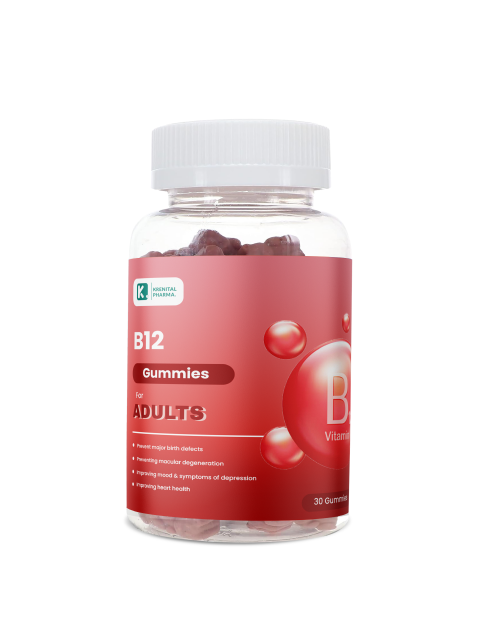 K.
KRENITAL
PHARMA.
B12
Gummies
For
ADULTS
Prevent major birth defects
Preventing macular degeneration
Improving mood & symptoms of depression
Improving heart health
B
Vitamin
30 Gummies